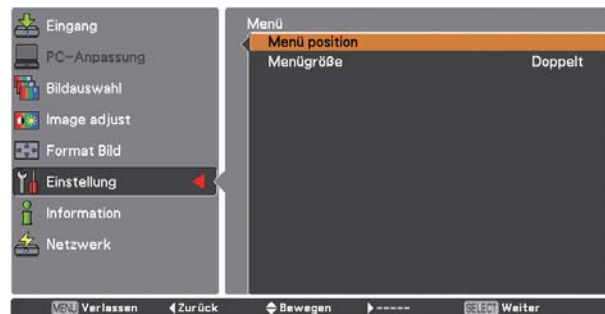 Eingang
PC-Anpassung
Bildauswahl
Image adjust
Format Bild
Einstellung
Information
Netzwerk
Menü
Menü position
Menügröße Doppelt
MENU Verlassen Zurück Bewegen ----- SELECT Weiter